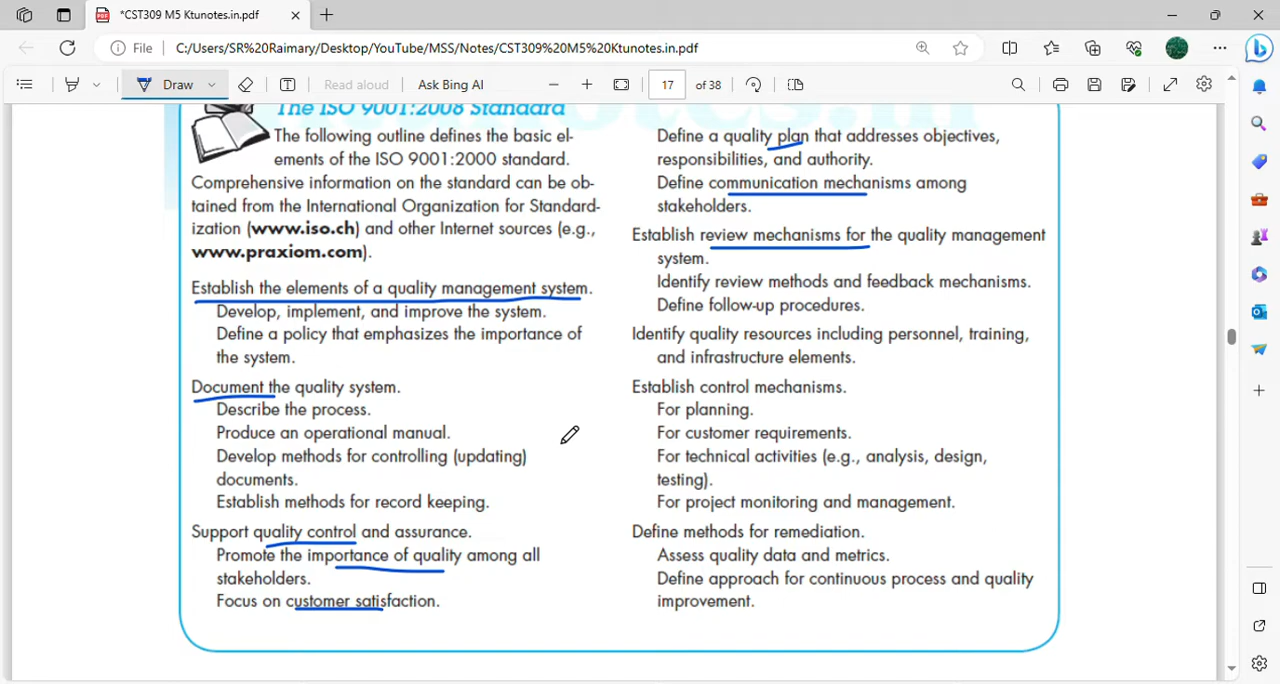 *CST309 M5 Ktunotes.in.pdf
File
C:/Users/SR%20Raimary/Desktop/YouTube/MSS/Notes/CST309%20M5%20Ktunotes.in.pdf
Draw
Read aloud
Ask Bing AI
17
of 38
The ISO 9001:2008 Standard
The following outline defines the basic el-
ements of the ISO 9001:2000 standard.
Comprehensive information on the standard can be ob-
tained from the International Organization for Standard-
ization (www.iso.ch) and other Internet sources (e.g.,
www.praxiom.com).
Establish the elements of a quality management system.
Develop, implement, and improve the system.
Define a policy that emphasizes the importance of
the system.
Document the quality system.
Describe the process.
Produce an operational manual.
Develop methods for controlling (updating)
documents.
Establish methods for record keeping.
Support quality control and assurance.
Promote the importance of quality among all
stakeholders.
Focus on customer satisfaction.
Define a quality plan that addresses objectives,
responsibilities, and authority.
Define communication mechanisms among
stakeholders.
Establish review mechanisms for the quality management
system.
Identify review methods and feedback mechanisms.
Define follow-up procedures.
Identify quality resources including personnel, training,
and infrastructure elements.
Establish control mechanisms.
For planning.
For customer requirements.
For technical activities (e.g., analysis, design,
testing).
For project monitoring and management.
Define methods for remediation.
Assess quality data and metrics.
Define approach for continuous process and quality
improvement.